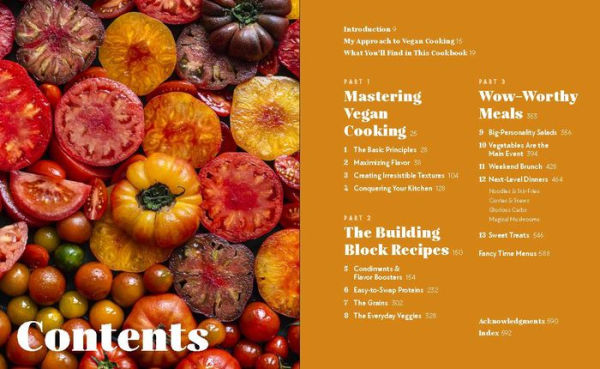 Contents
Introduction 9
My Approach to Vegan Cooking 15
What You'll Find in This Cookbook 19
PART 1
Mastering
Vegan
Cooking 25
1 The Basic Principles 28
2 Maximizing Flavor 38
3 Creating Irresistible Textures 104
4 Conquering Your Kitchen 128
PART 2
The Building
Block Recipes 150
5 Condiments &
Flavor Boosters 154
6 Easy-to-Swap Proteins 232
7 The Grains 302
8 The Everyday Veggies 328
PART 3
Wow-Worthy
Meals 353
9 Big-Personality Salads 356
10 Vegetables Are the
Main Event 394
11 Weekend Brunch 428
12 Next-Level Dinners 464
Noodles & Stir-Fries
Curries & Stews
Glorious Carbs
Magical Mushrooms
13 Sweet Treats 546
Fancy Time Menus 588
Acknowledgments 590
Index 592